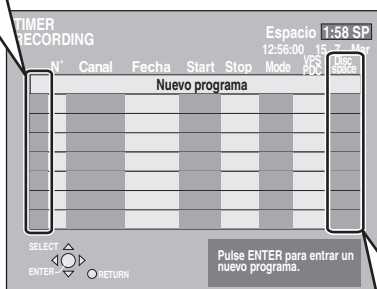 TIMER
RECORDING
Espacio 1:58 SP
12:56:00 15. 7. Mar
N° Canal Fecha Start Stop Mode VPS PDC Disc space
Nuevo programa
SELECT
ENTER
RETURN
Pulse ENTER para entrar un
nuevo programa.